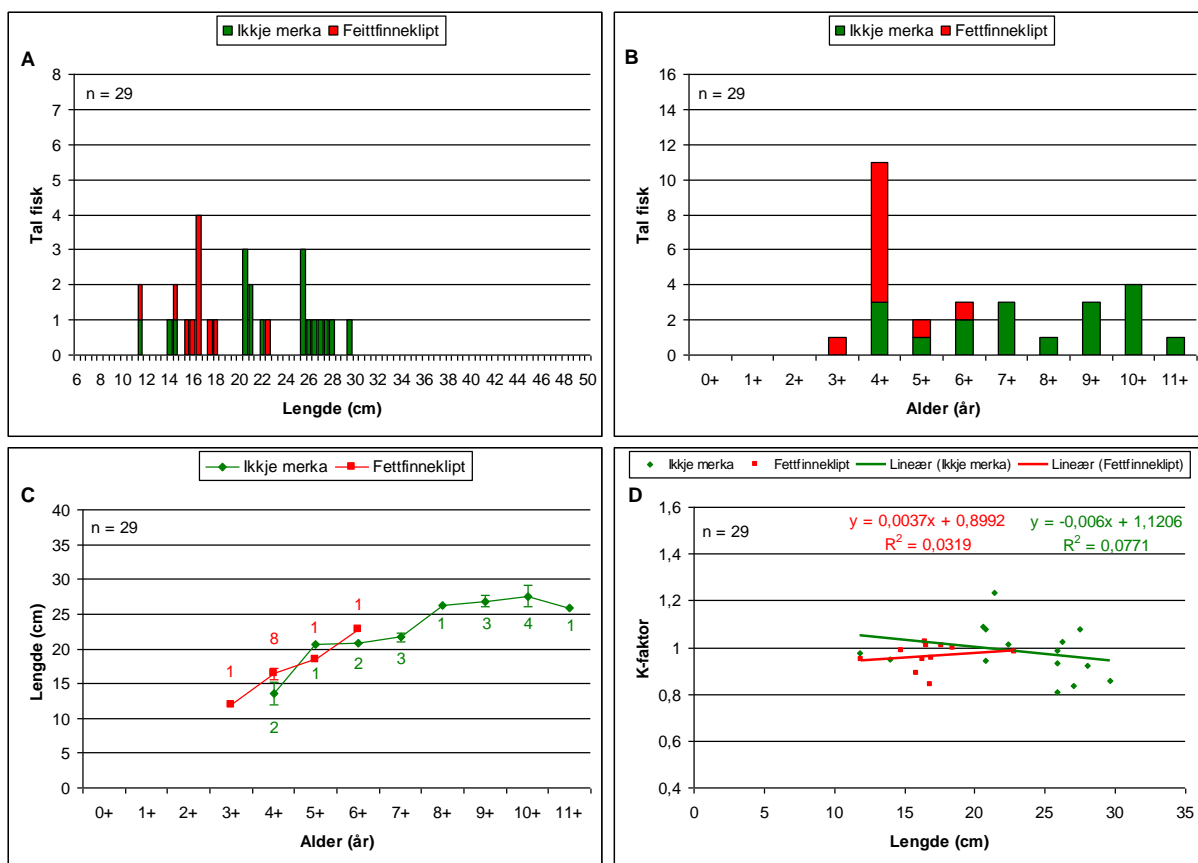 Ikkje merka Feittfinneklipt
A
n = 29
Tal fisk
8
7
6
5
4
3
2
1
0
6 8 10 12 14 16 18 20 22 24 26 28 30 32 34 36 38 40 42 44 46 48 50
Lengde (cm)
Ikkje merka Fettfinneklipt
B
n = 29
Tal fisk
16
14
12
10
8
6
4
2
0
0+ 1+ 2+ 3+ 4+ 5+ 6+ 7+ 8+ 9+ 10+ 11+
Alder (år)
Ikkje merka Fettfinneklipt
C
n = 29
Lengde (cm)
40
35
30
25
20
15
10
5
0
1 8 1 1
2 1 2 3 1 3 4 1
0+ 1+ 2+ 3+ 4+ 5+ 6+ 7+ 8+ 9+ 10+ 11+
Alder (år)
Ikkje merka Fettfinneklipt Lineær (Ikkje merka) Lineær (Fettfinneklipt)
D
n = 29
y = 0,0037x + 0,8992
R² = 0,0319
y = -0,006x + 1,1206
R² = 0,0771
K-faktor
1,6
1,4
1,2
1
0,8
0,6
0,4
0 5 10 15 20 25 30 35
Lengde (cm)